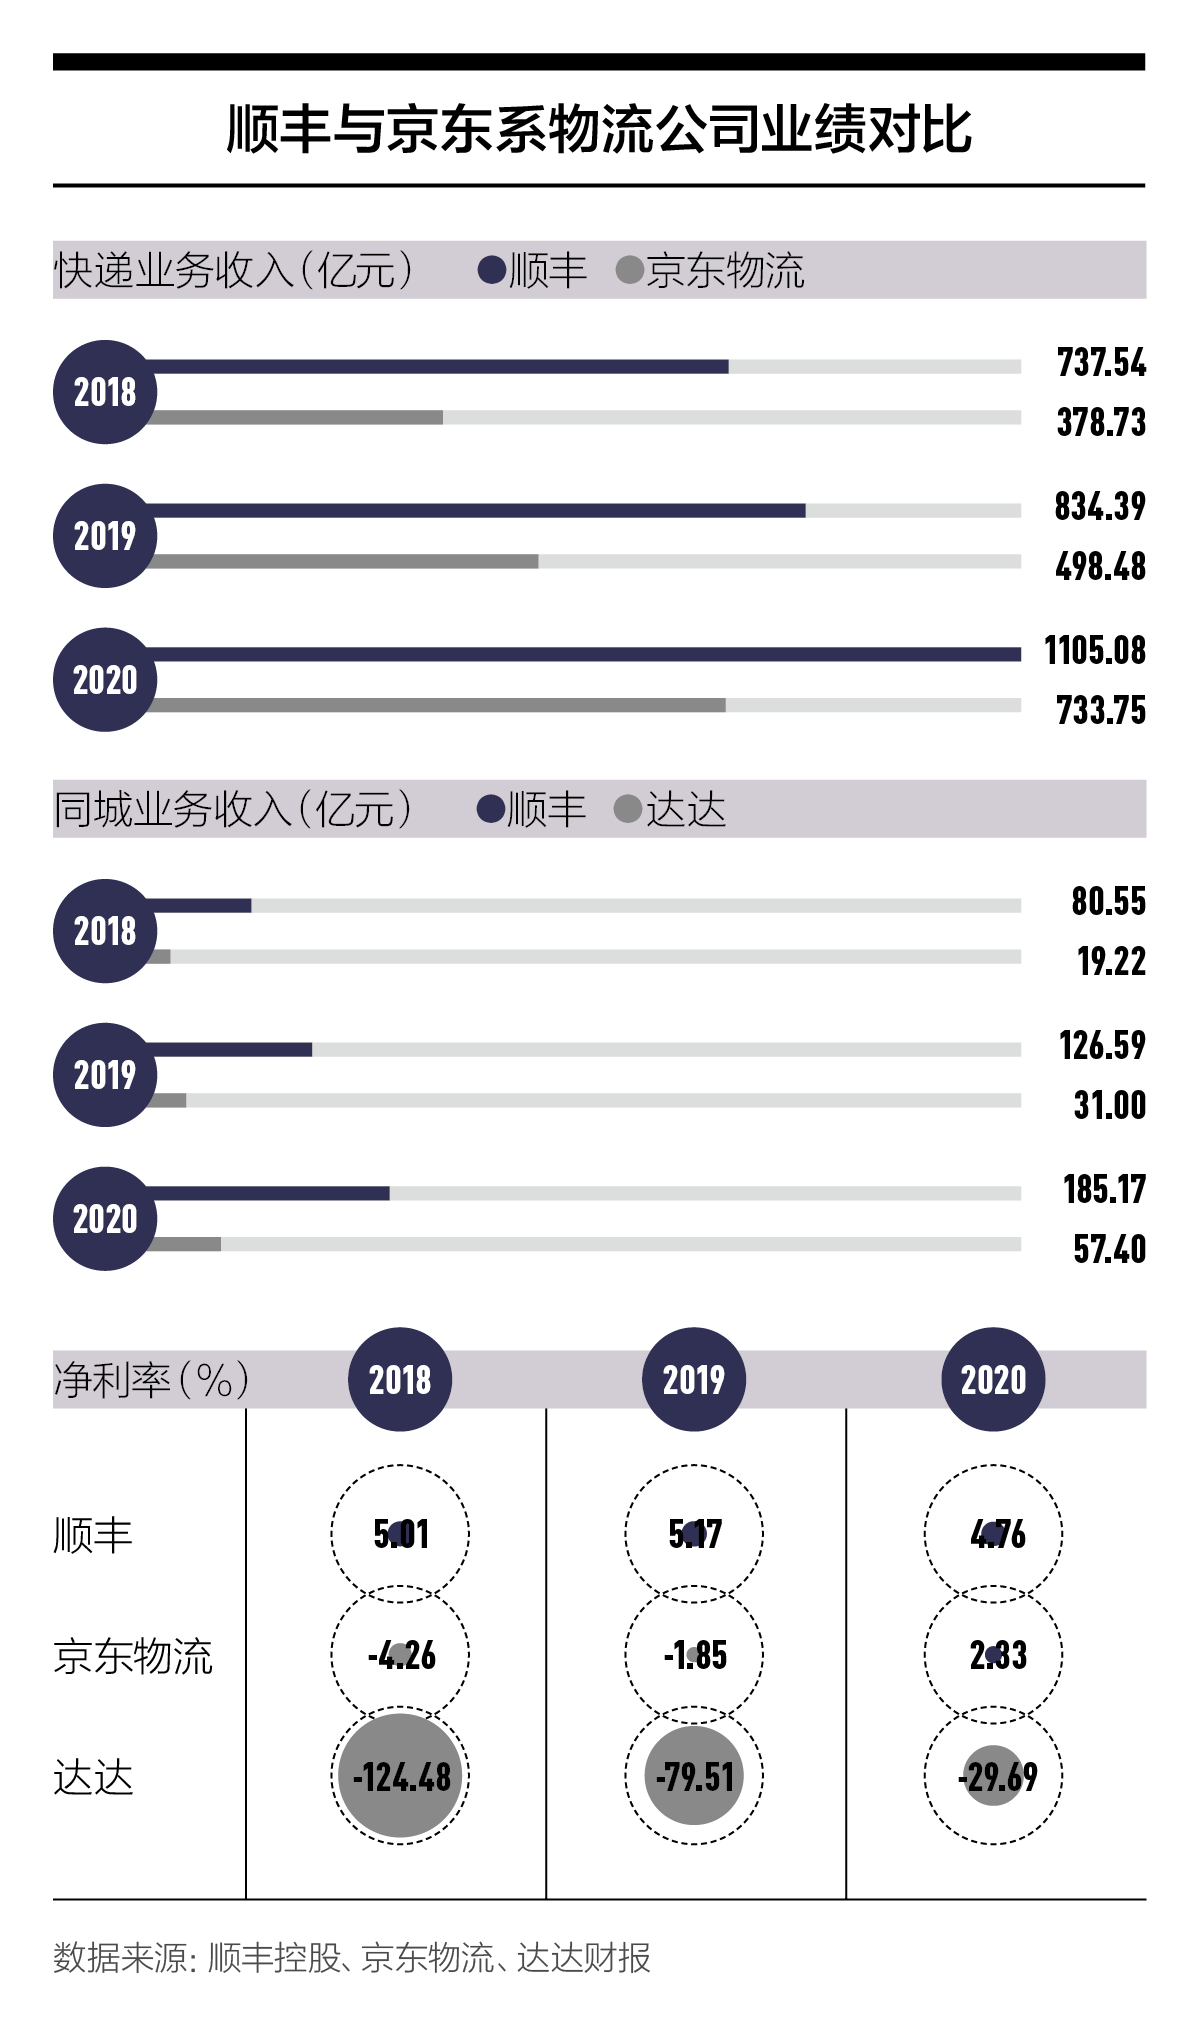 顺丰与京东系物流公司业绩对比
快递业务收入（亿元） 顺丰 京东物流
2018
737.54
378.73
2019
834.39
498.48
2020
1105.08
733.75
同城业务收入（亿元） 顺丰 达达
2018
80.55
19.22
2019
126.59
31.00
2020
185.17
57.40
净利率（%） 2018 2019 2020
顺丰 5.01 5.17 4.76
京东物流 -4.26 -1.85 2.33
达达 -124.48 -79.51 -29.69
数据来源：顺丰控股、京东物流、达达财报